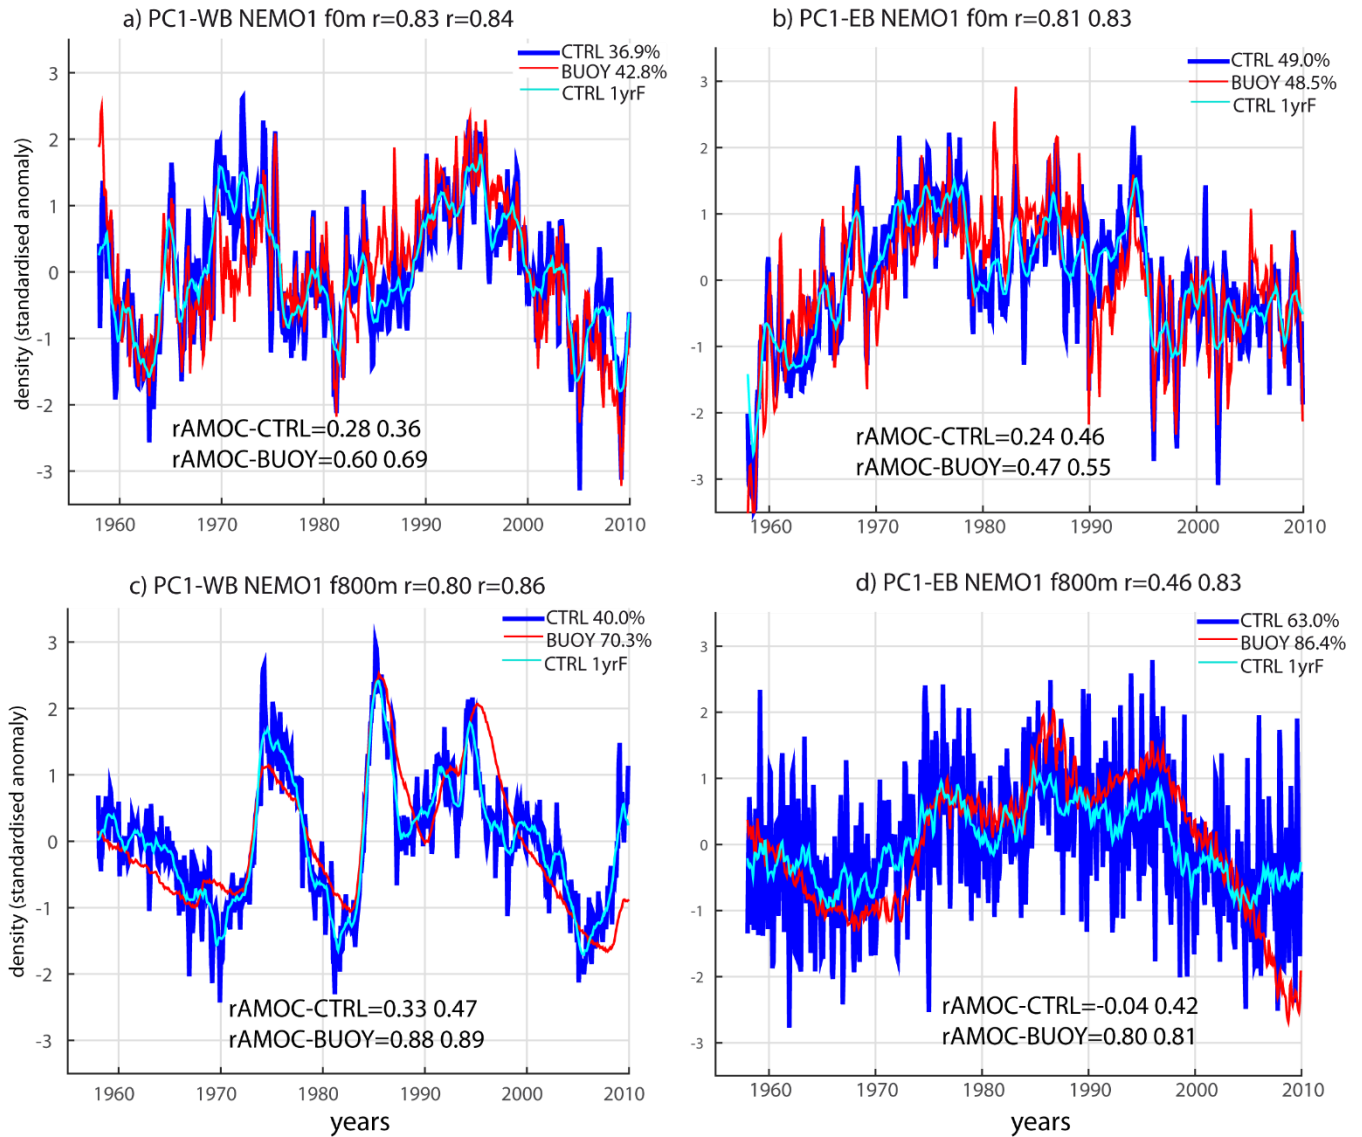 a) PC1-WB NEMO1 f0m r=0.83 r=0.84
CTRL 36.9%
BUOY 42.8%
CTRL 1yrF
density (standardised anomaly)
3
2
1
0
-1
-2
-3
rAMOC-CTRL=0.28 0.36
rAMOC-BUOY=0.60 0.69
1960 1970 1980 1990 2000 2010
b) PC1-EB NEMO1 f0m r=0.81 0.83
CTRL 49.0%
BUOY 48.5%
CTRL 1yrF
3
2
1
0
-1
-2
-3
rAMOC-CTRL=0.24 0.46
rAMOC-BUOY=0.47 0.55
1960 1970 1980 1990 2000 2010
c) PC1-WB NEMO1 f800m r=0.80 r=0.86
CTRL 40.0%
BUOY 70.3%
CTRL 1yrF
density (standardised anomaly)
3
2
1
0
-1
-2
-3
rAMOC-CTRL=0.33 0.47
rAMOC-BUOY=0.88 0.89
1960 1970 1980 1990 2000 2010
years
d) PC1-EB NEMO1 f800m r=0.46 0.83
CTRL 63.0%
BUOY 86.4%
CTRL 1yrF
3
2
1
0
-1
-2
-3
rAMOC-CTRL=-0.04 0.42
rAMOC-BUOY=0.80 0.81
1960 1970 1980 1990 2000 2010
years